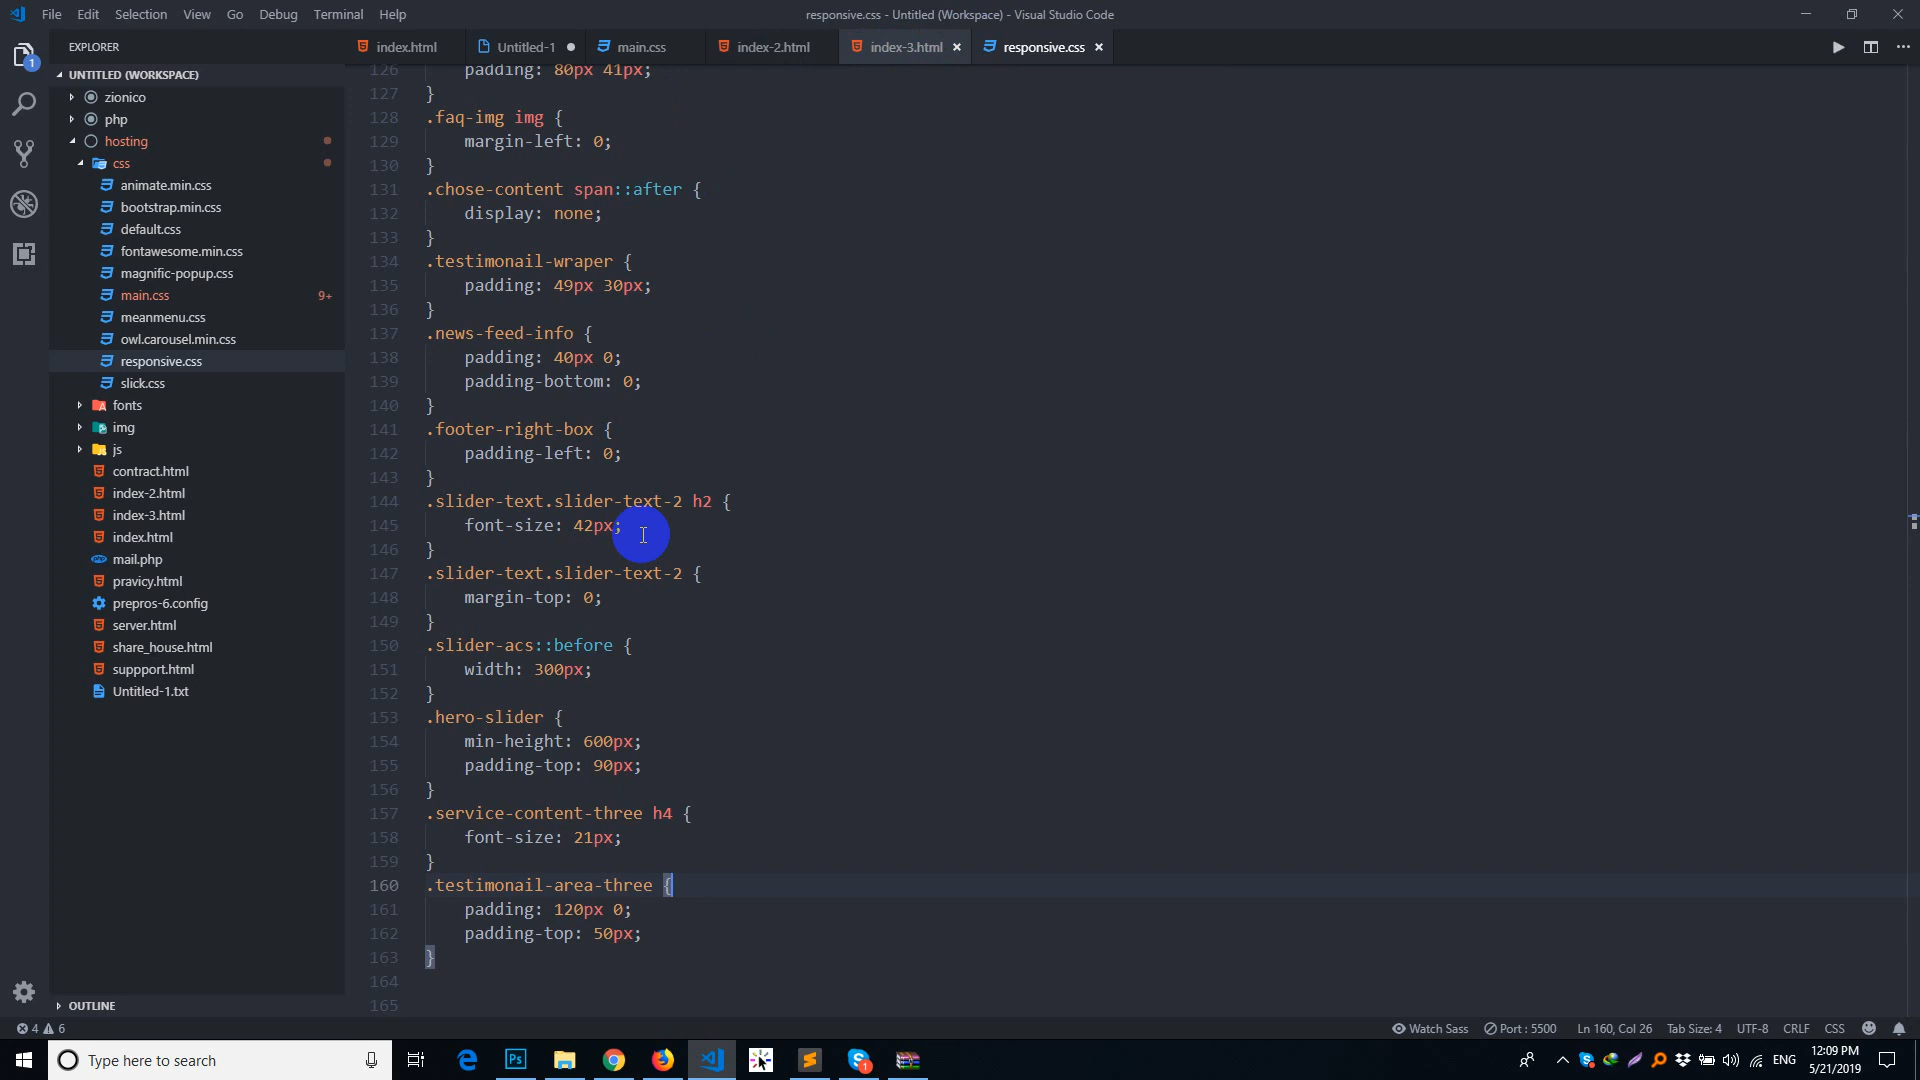 File Edit Selection View Go Debug Terminal Help
responsive.css - Untitled (Workspace) - Visual Studio Code
EXPLORER
index.html
Untitled-1
main.css
index-2.html
index-3.html
responsive.css
1
UNTITLED (WORKSPACE)
zionico
php
hosting
css
animate.min.css
bootstrap.min.css
default.css
fontawesome.min.css
magnific-popup.css
main.css 9+
meanmenu.css
owl.carousel.min.css
responsive.css
slick.css
fonts
img
js
contract.html
index-2.html
index-3.html
index.html
mail.php
pravicy.html
prepros-6.config
server.html
share_house.html
suppport.html
Untitled-1.txt
OUTLINE
126 padding: 80px 41px;
127 }
128 .faq-img img {
129 margin-left: 0;
130 }
131 .chose-content span::after {
132 display: none;
133 }
134 .testimonail-wraper {
135 padding: 49px 30px;
136 }
137 .news-feed-info {
138 padding: 40px 0;
139 padding-bottom: 0;
140 }
141 .footer-right-box {
142 padding-left: 0;
143 }
144 .slider-text.slider-text-2 h2 {
145 font-size: 42px;
146 }
147 .slider-text.slider-text-2 {
148 margin-top: 0;
149 }
150 .slider-acs::before {
151 width: 300px;
152 }
153 .hero-slider {
154 min-height: 600px;
155 padding-top: 90px;
156 }
157 .service-content-three h4 {
158 font-size: 21px;
159 }
160 .testimonail-area-three {
161 padding: 120px 0;
162 padding-top: 50px;
163 }
164
165
4 6
Watch Sass Port : 5500 Ln 160, Col 26 Tab Size: 4 UTF-8 CRLF CSS
Type here to search
Ps
1
ENG
12:09 PM
5/21/2019